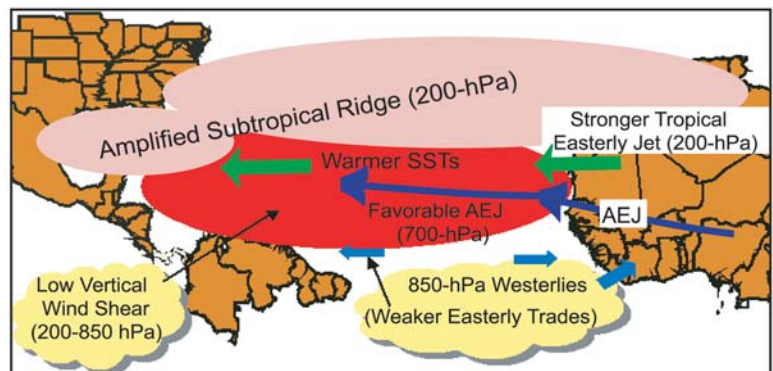 Amplified Subtropical Ridge (200-hPa)
Stronger Tropical
Easterly Jet (200-hPa)
Warmer SSTs
Favorable AEJ
(700-hPa)
AEJ
Low Vertical
Wind Shear
(200-850 hPa)
850-hPa Westerlies
(Weaker Easterly Trades)